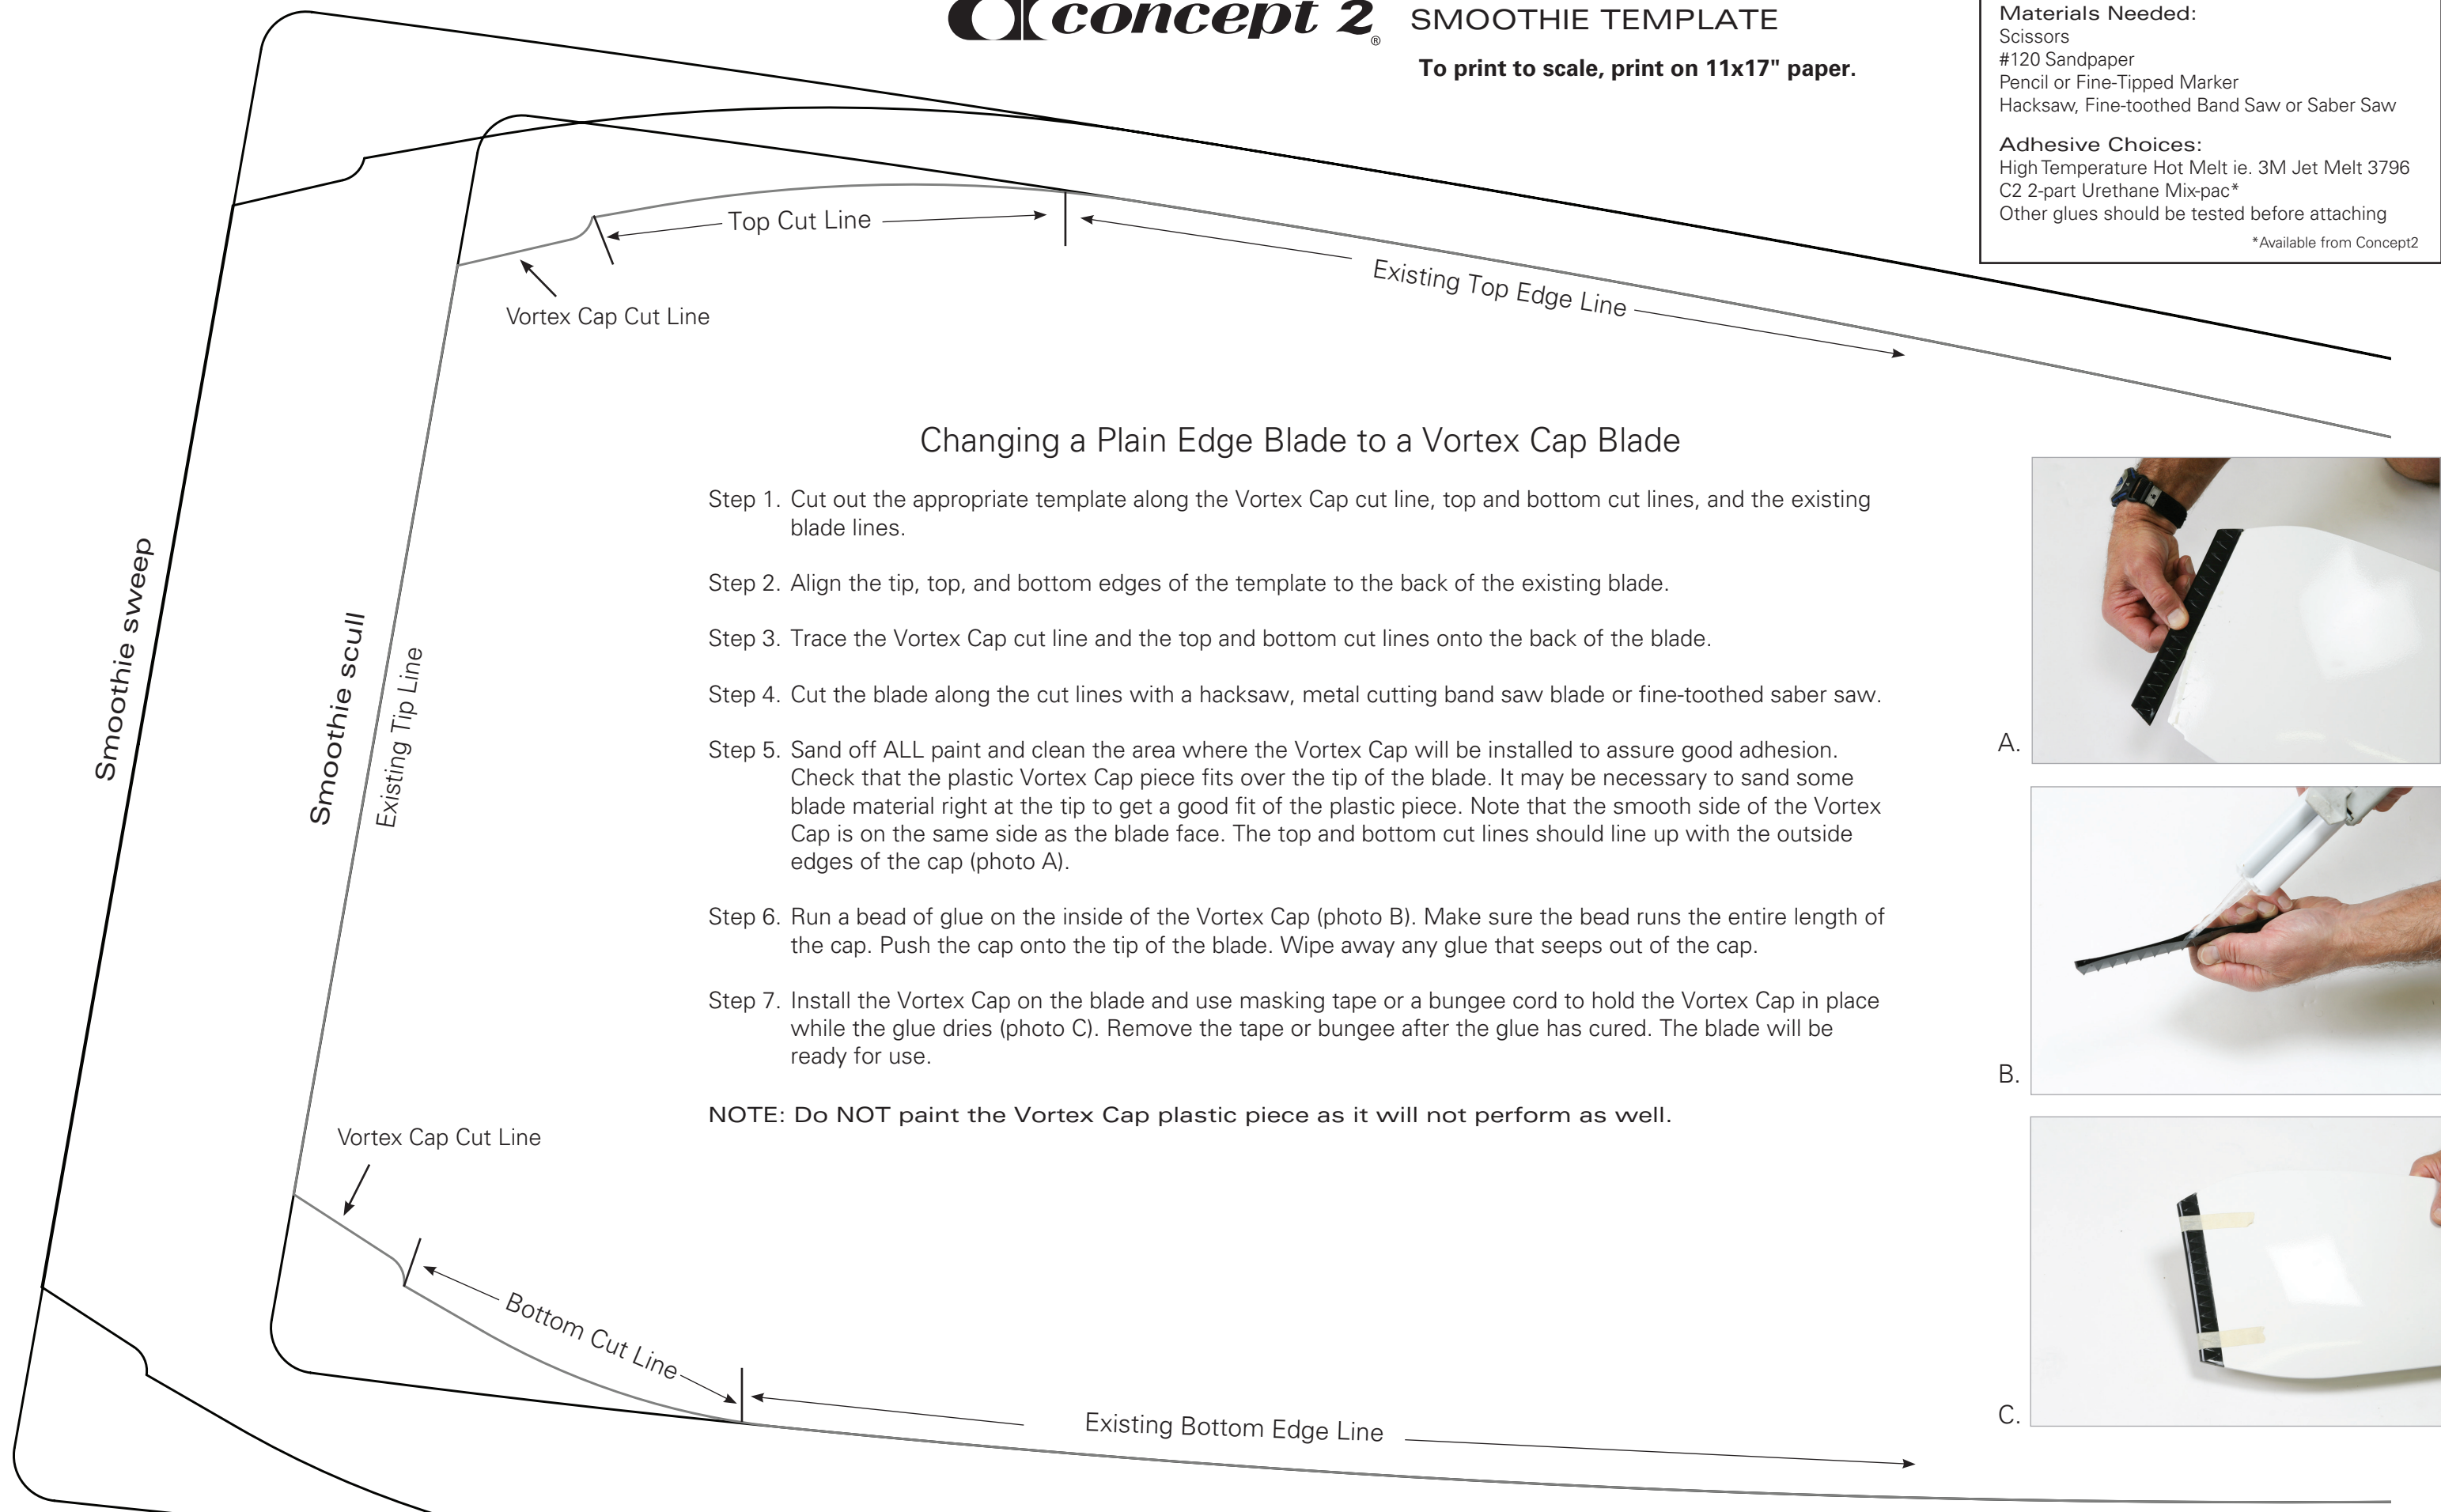 concept 2®
SMOOTHIE TEMPLATE
To print to scale, print on 11x17" paper.
Materials Needed:
Scissors
#120 Sandpaper
Pencil or Fine-Tipped Marker
Hacksaw, Fine-toothed Band Saw or Saber Saw
Adhesive Choices:
High Temperature Hot Melt ie. 3M Jet Melt 3796
C2 2-part Urethane Mix-pac*
Other glues should be tested before attaching
*Available from Concept2
Top Cut Line
Existing Top Edge Line
Vortex Cap Cut Line
Smoothie sweep
Smoothie scull
Existing Tip Line
Changing a Plain Edge Blade to a Vortex Cap Blade
Step 1. Cut out the appropriate template along the Vortex Cap cut line, top and bottom cut lines, and the existing
blade lines.
Step 2. Align the tip, top, and bottom edges of the template to the back of the existing blade.
Step 3. Trace the Vortex Cap cut line and the top and bottom cut lines onto the back of the blade.
Step 4. Cut the blade along the cut lines with a hacksaw, metal cutting band saw blade or fine-toothed saber saw.
Step 5. Sand off ALL paint and clean the area where the Vortex Cap will be installed to assure good adhesion.
Check that the plastic Vortex Cap piece fits over the tip of the blade. It may be necessary to sand some
blade material right at the tip to get a good fit of the plastic piece. Note that the smooth side of the Vortex
Cap is on the same side as the blade face. The top and bottom cut lines should line up with the outside
edges of the cap (photo A).
Step 6. Run a bead of glue on the inside of the Vortex Cap (photo B). Make sure the bead runs the entire length of
the cap. Push the cap onto the tip of the blade. Wipe away any glue that seeps out of the cap.
Step 7. Install the Vortex Cap on the blade and use masking tape or a bungee cord to hold the Vortex Cap in place
while the glue dries (photo C). Remove the tape or bungee after the glue has cured. The blade will be
ready for use.
NOTE: Do NOT paint the Vortex Cap plastic piece as it will not perform as well.
A.
B.
C.
Vortex Cap Cut Line
Bottom Cut Line
Existing Bottom Edge Line